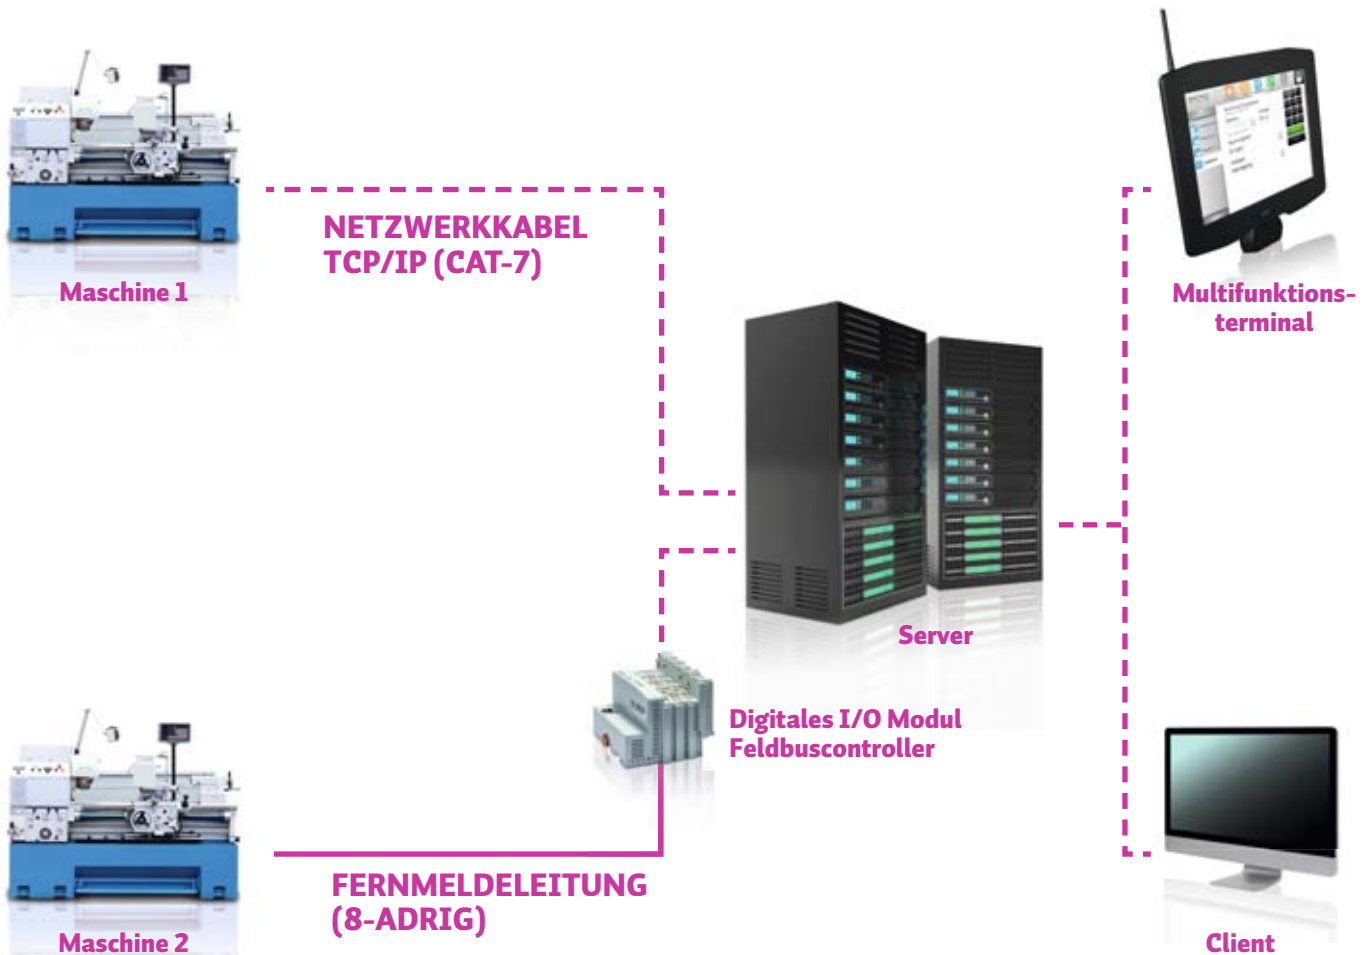 NETZWERKKABEL
TCP/IP (CAT-7)
Maschine 1
Multifunktions-
terminal
Server
Digitales I/O Modul
Feldbuscontroller
FERNMELDELEITUNG
(8-ADRIG)
Maschine 2
Client